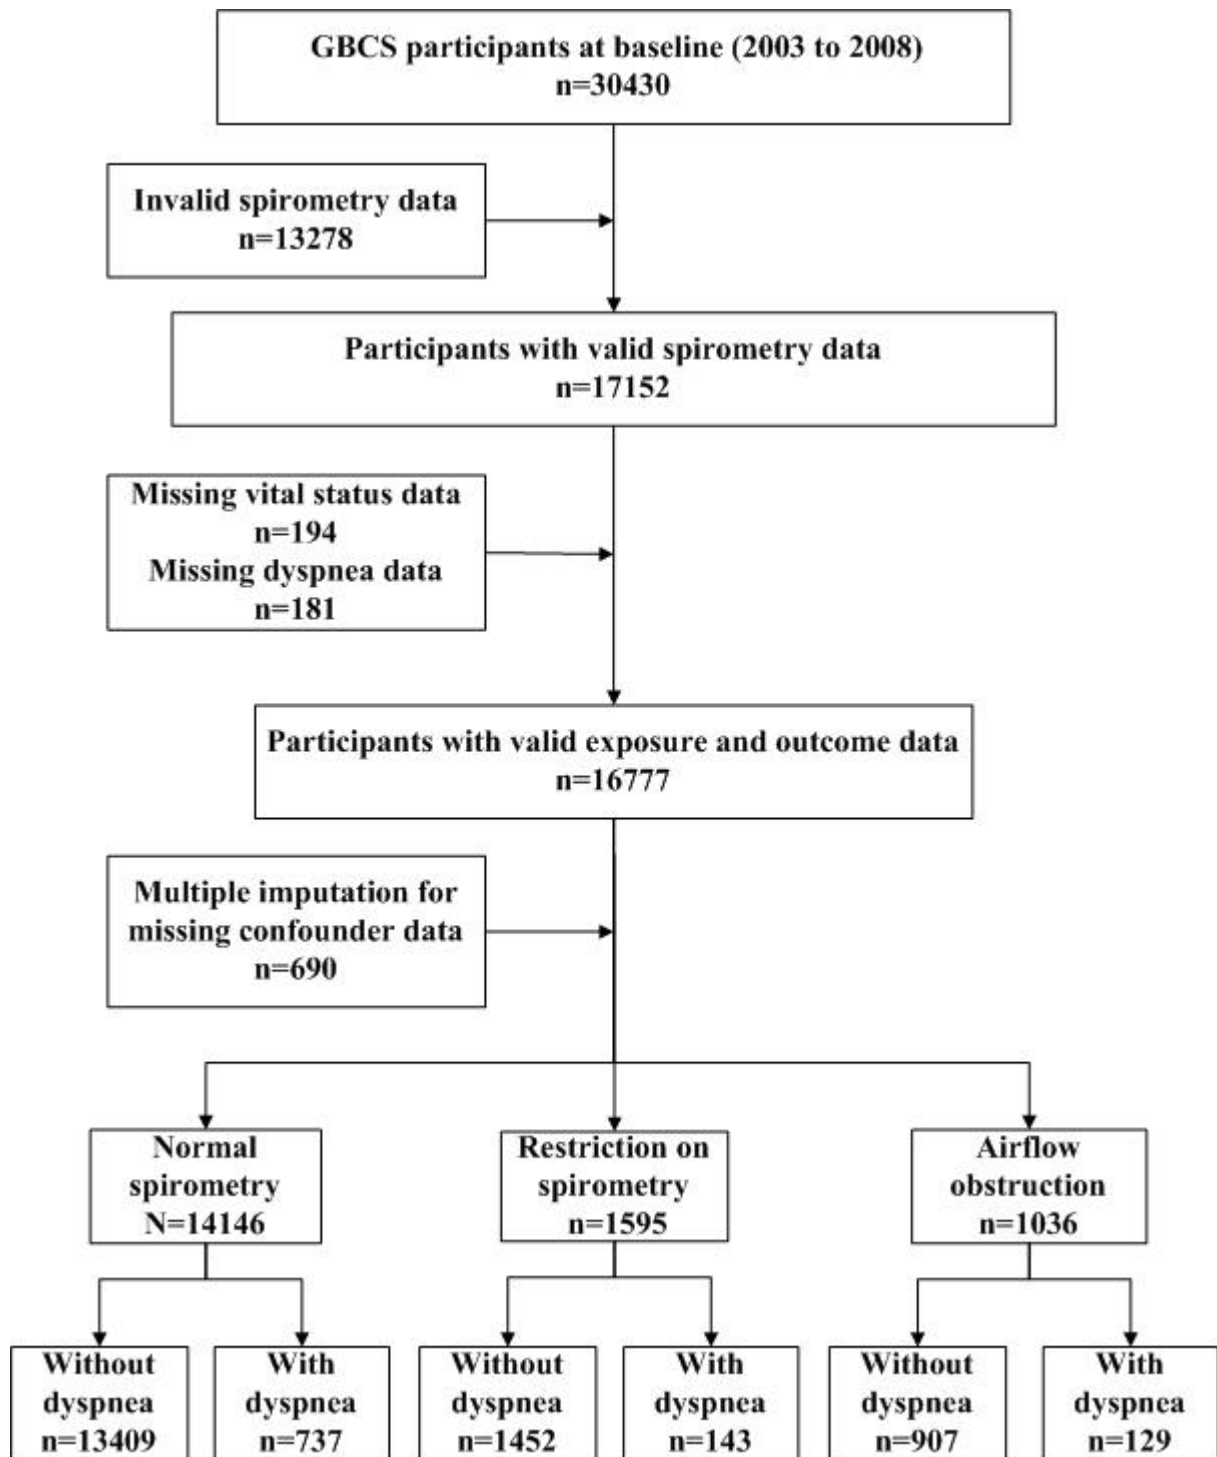 GBCS participants at baseline (2003 to 2008)
n=30430
Invalid spirometry data
n=13278
Participants with valid spirometry data
n=17152
Missing vital status data
n=194
Missing dyspnea data
n=181
Participants with valid exposure and outcome data
n=16777
Multiple imputation for
missing confounder data
n=690
Normal
spirometry
N=14146
Restriction on
spirometry
n=1595
Airflow
obstruction
n=1036
Without
dyspnea
n=13409
With
dyspnea
n=737
Without
dyspnea
n=1452
With
dyspnea
n=143
Without
dyspnea
n=907
With
dyspnea
n=129